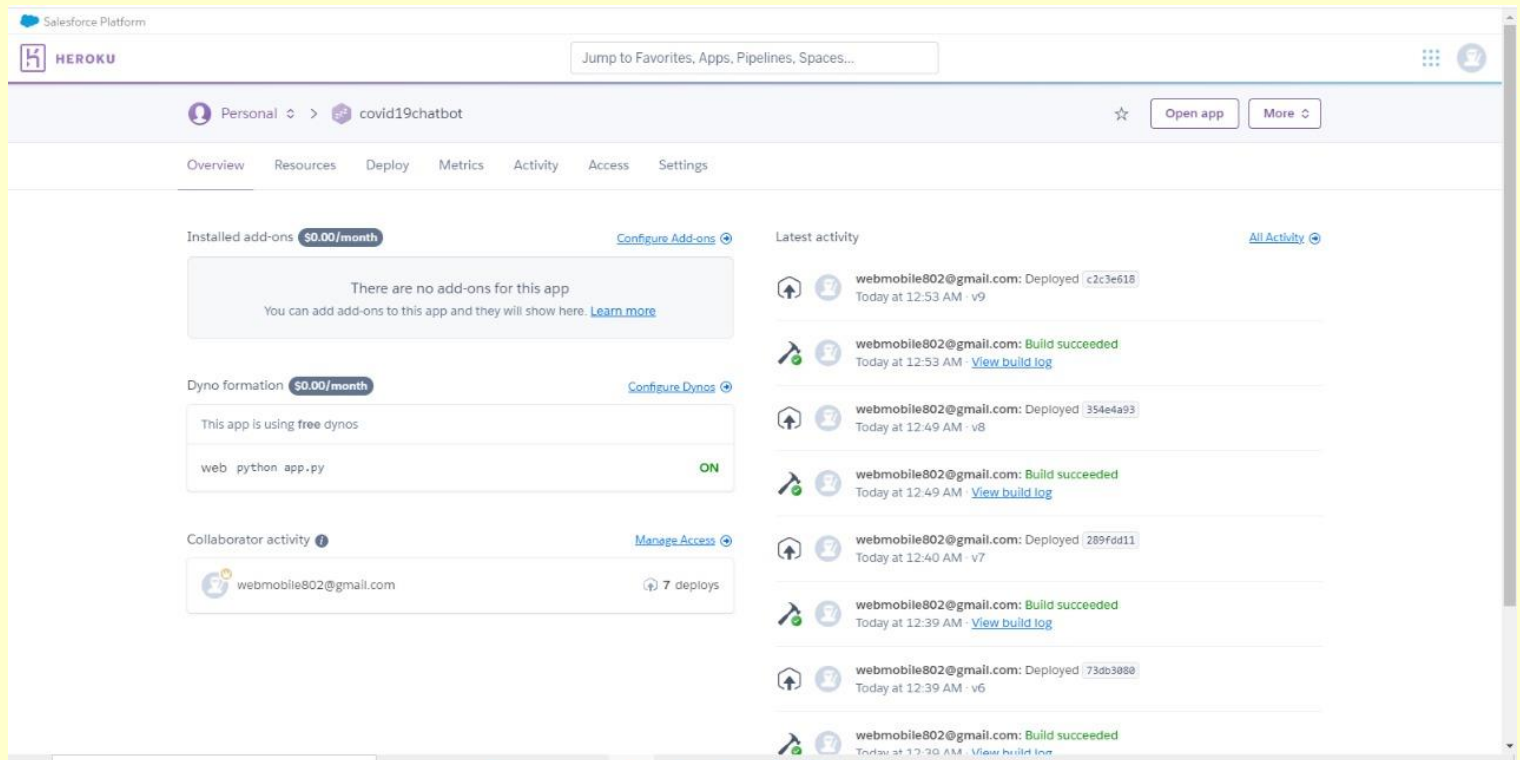 Salesforce Platform
HEROKU
Jump to Favorites, Apps, Pipelines, Spaces...
Personal > covid19chatbot
Open app
More
Overview Resources Deploy Metrics Activity Access Settings
Installed add-ons $0.00/month
Configure Add-ons
There are no add-ons for this app
You can add add-ons to this app and they will show here. Learn more
Dyno formation $0.00/month
Configure Dynos
This app is using free dynos
web python app.py ON
Collaborator activity
Manage Access
webmobile802@gmail.com 7 deploys
Latest activity
All Activity
webmobile802@gmail.com: Deployed c2c3e618
Today at 12:53 AM · v9
webmobile802@gmail.com: Build succeeded
Today at 12:53 AM · View build log
webmobile802@gmail.com: Deployed 354e4a93
Today at 12:49 AM · v8
webmobile802@gmail.com: Build succeeded
Today at 12:49 AM · View build log
webmobile802@gmail.com: Deployed 289fdd11
Today at 12:40 AM · v7
webmobile802@gmail.com: Build succeeded
Today at 12:39 AM · View build log
webmobile802@gmail.com: Deployed 73db3080
Today at 12:39 AM · v6
webmobile802@gmail.com: Build succeeded
Today at 12:39 AM · View build log